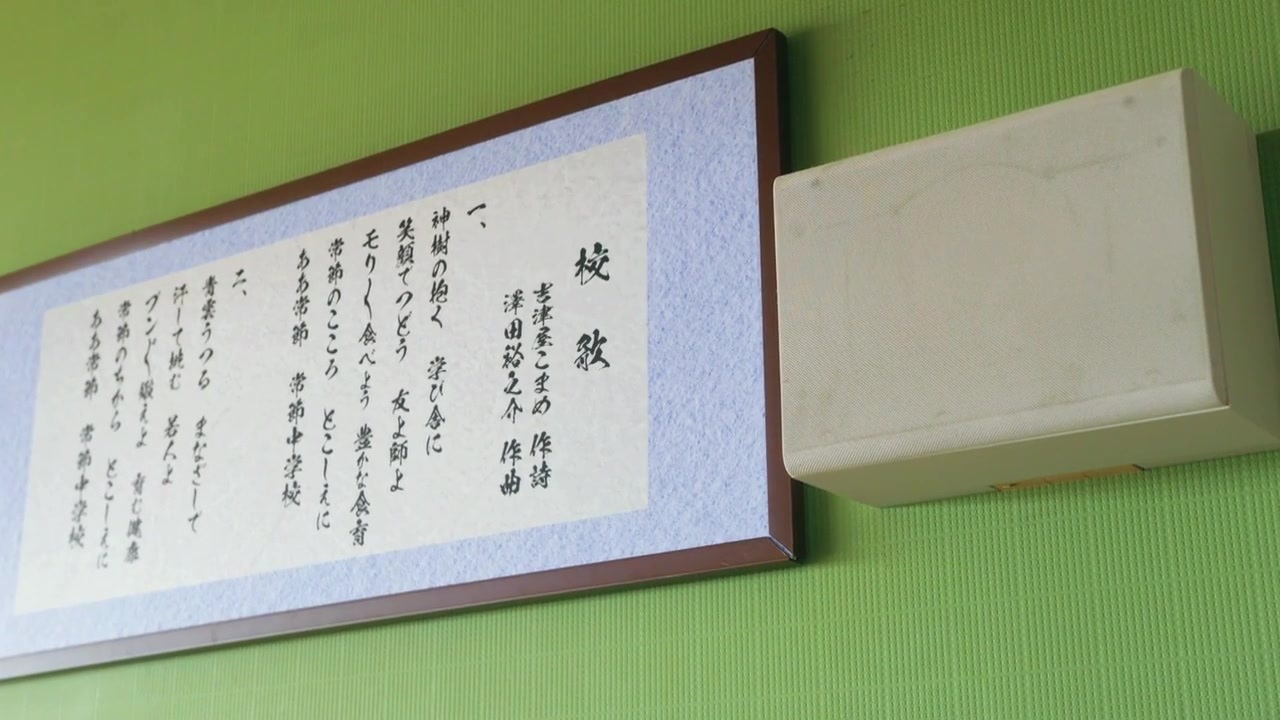 校歌
吉津屋こまめ 作詩
澤田裕之介 作曲
一、
神樹の抱く 学び舎に
笑顔でつどう 友よ師よ
モリ〱食べよう 豊かな食育
常節のこころ とこしえに
ああ常節 常節中学校
二、
青雲うつる まなざしで
汗して挑む 若人よ
グン〲鍛えよ 育む健康
常節のちから とこしえに
ああ常節 常節中学校